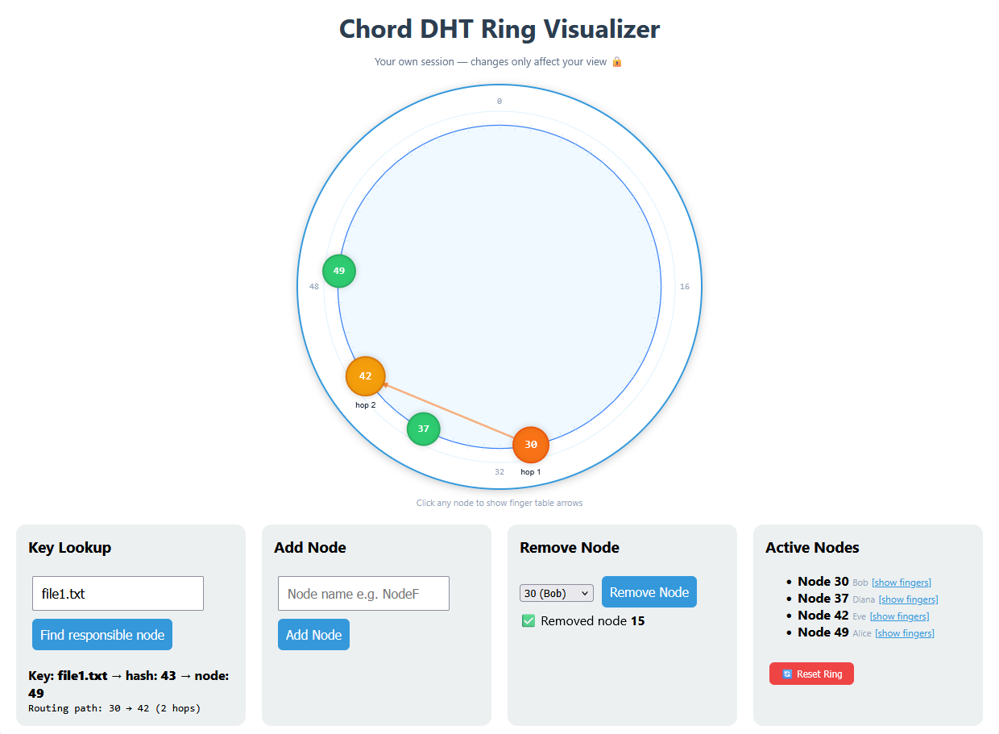 Chord DHT Ring Visualizer
Your own session — changes only affect your view 🔒
0
49
48
16
42
hop 2
37
30
32
hop 1
Click any node to show finger table arrows
Key Lookup
file1.txt
Find responsible node
Key: file1.txt → hash: 43 → node:
49
Routing path: 30 → 42 (2 hops)
Add Node
Node name e.g. NodeF
Add Node
Remove Node
30 (Bob)
Remove Node
✅ Removed node 15
Active Nodes
• Node 30 Bob [show fingers]
• Node 37 Diana [show fingers]
• Node 42 Eve [show fingers]
• Node 49 Alice [show fingers]
🔄 Reset Ring